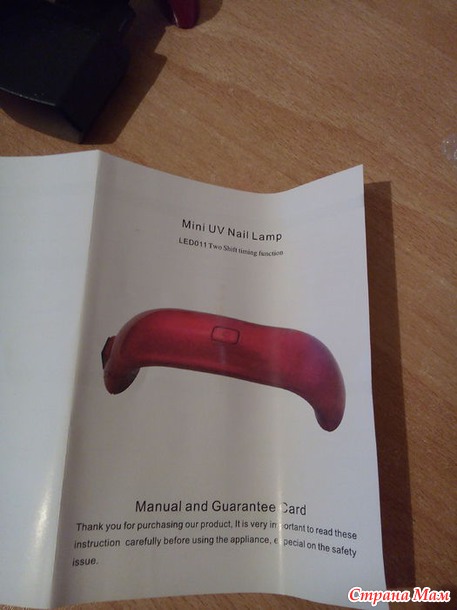 Mini UV Nail Lamp
LED011 Two Shift timing function
Manual and Guarantee Card
Thank you for purchasing our product, It is very important to read these
instruction carefully before using the appliance, especial on the safety
issue.
Страна Мам